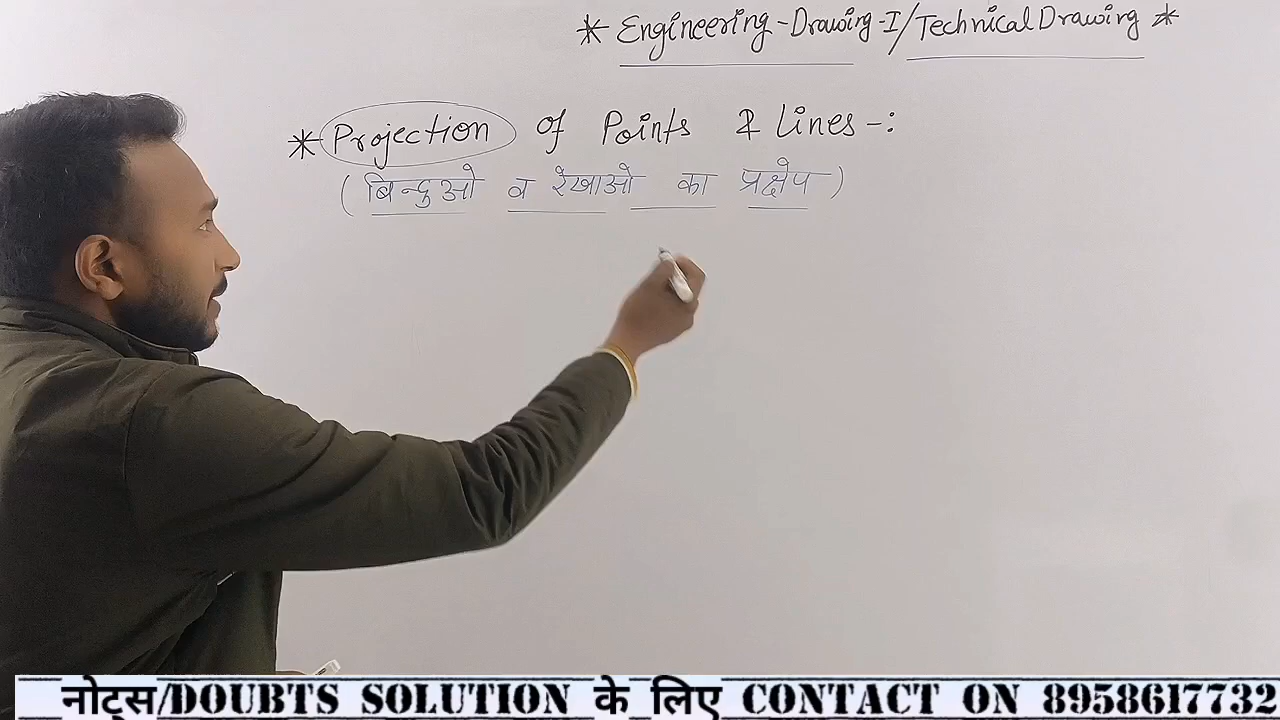 * Engineering-Drawing-I/Technical Drawing *
* Projection of Points & Lines -:
( बिन्दुओ व रेखाओ का प्रक्षेप )
नोट्स/DOUBTS SOLUTION के लिए CONTACT ON 8958617732